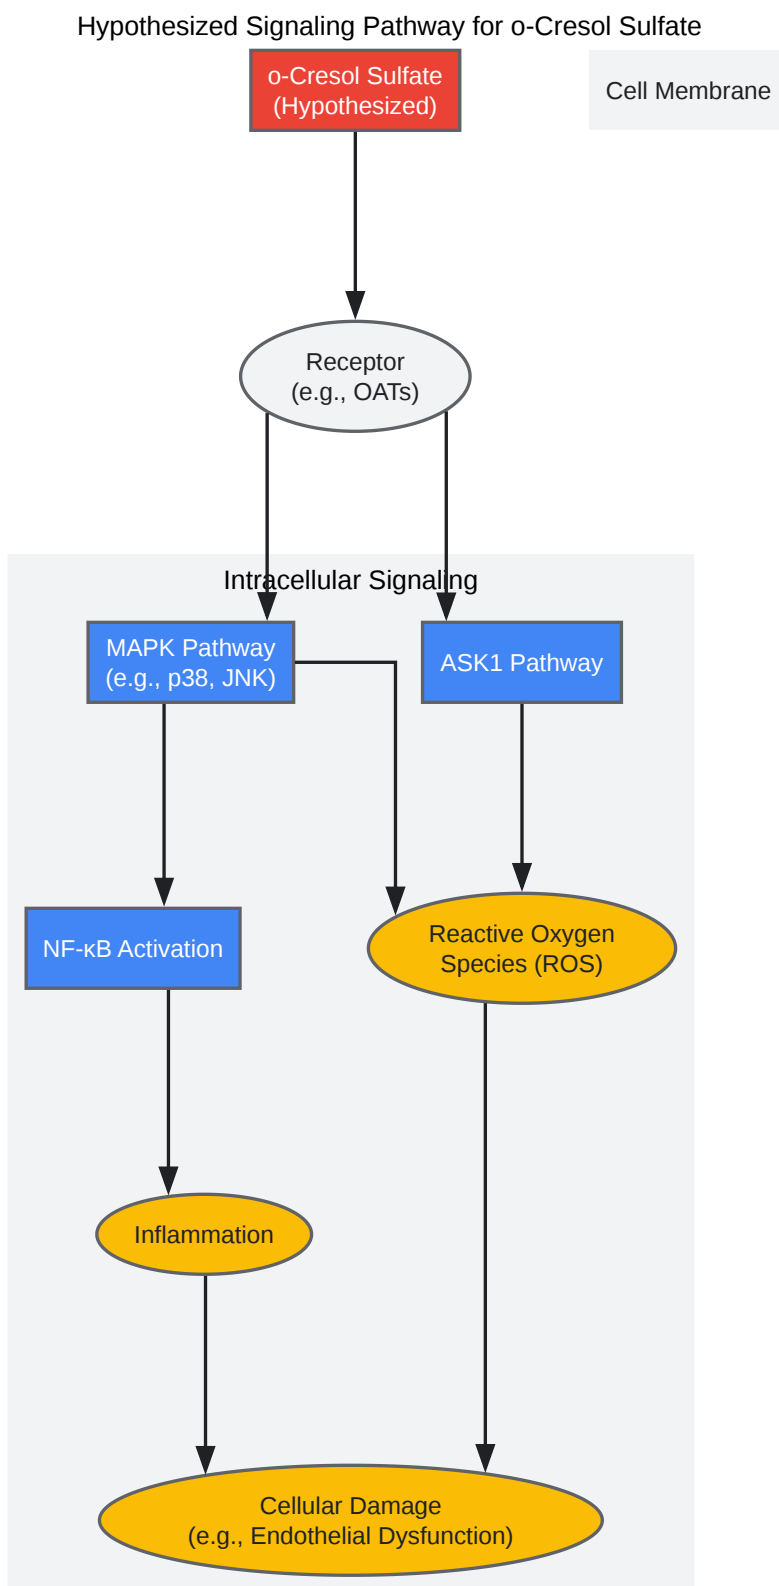 Hypothesized Signaling Pathway for o-Cresol Sulfate
o-Cresol Sulfate
(Hypothesized)
Cell Membrane
Receptor
(e.g., OATs)
Intracellular Signaling
MAPK Pathway
(e.g., p38, JNK)
ASK1 Pathway
NF-κB Activation
Reactive Oxygen
Species (ROS)
Inflammation
Cellular Damage
(e.g., Endothelial Dysfunction)